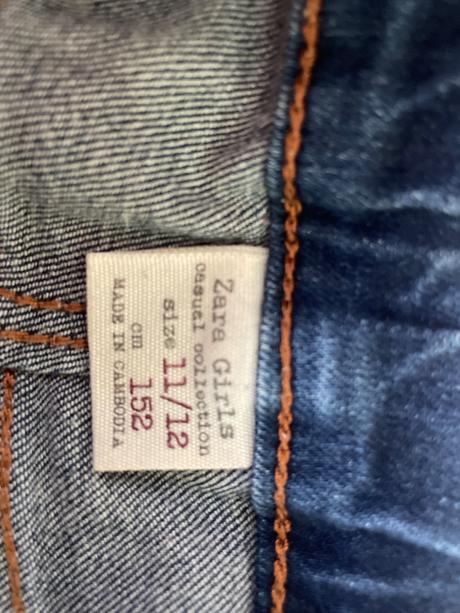 Zara Girls
casual collection
size 11/12
cm 152
MADE IN CAMBODIA